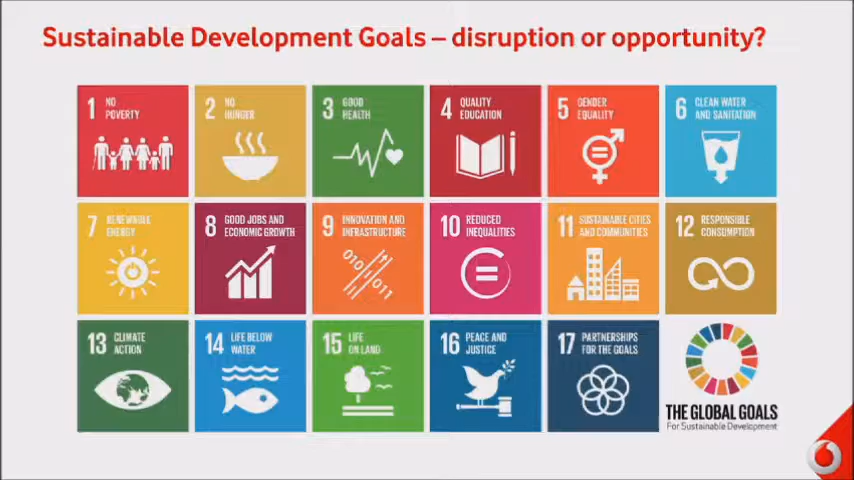 Sustainable Development Goals – disruption or opportunity?
1 NO
POVERTY
2 NO
HUNGER
3 GOOD
HEALTH
4 QUALITY
EDUCATION
5 GENDER
EQUALITY
6 CLEAN WATER
AND SANITATION
7 RENEWABLE
ENERGY
8 GOOD JOBS AND
ECONOMIC GROWTH
9 INNOVATION AND
INFRASTRUCTURE
010
011
10 REDUCED
INEQUALITIES
11 SUSTAINABLE CITIES
AND COMMUNITIES
12 RESPONSIBLE
CONSUMPTION
13 CLIMATE
ACTION
14 LIFE BELOW
WATER
15 LIFE
ON LAND
16 PEACE AND
JUSTICE
17 PARTNERSHIPS
FOR THE GOALS
THE GLOBAL GOALS
For Sustainable Development